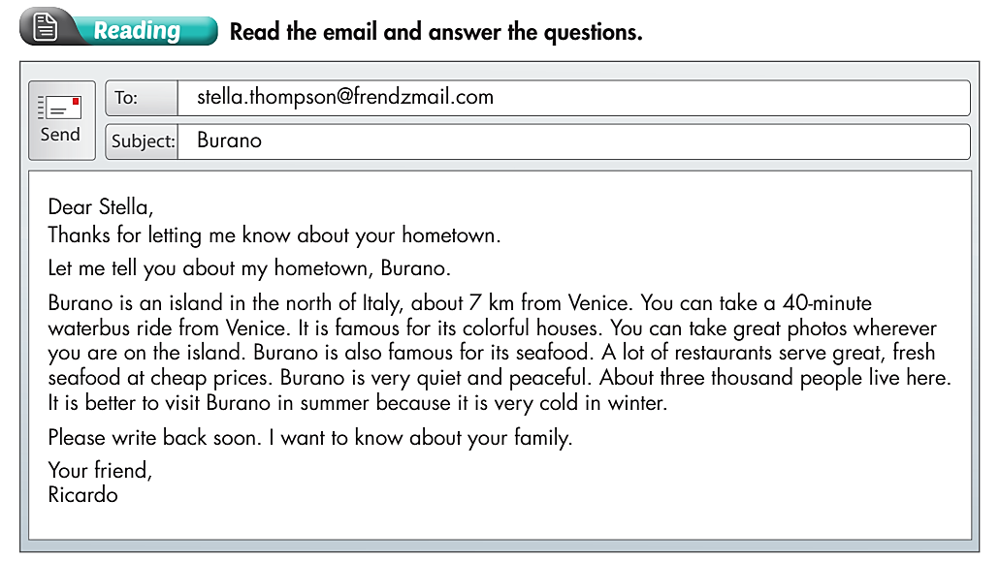 Reading Read the email and answer the questions.
To: stella.thompson@frendzmail.com
Send
Subject: Burano
Dear Stella,
Thanks for letting me know about your hometown.
Let me tell you about my hometown, Burano.
Burano is an island in the north of Italy, about 7 km from Venice. You can take a 40-minute
waterbus ride from Venice. It is famous for its colorful houses. You can take great photos wherever
you are on the island. Burano is also famous for its seafood. A lot of restaurants serve great, fresh
seafood at cheap prices. Burano is very quiet and peaceful. About three thousand people live here.
It is better to visit Burano in summer because it is very cold in winter.
Please write back soon. I want to know about your family.
Your friend,
Ricardo